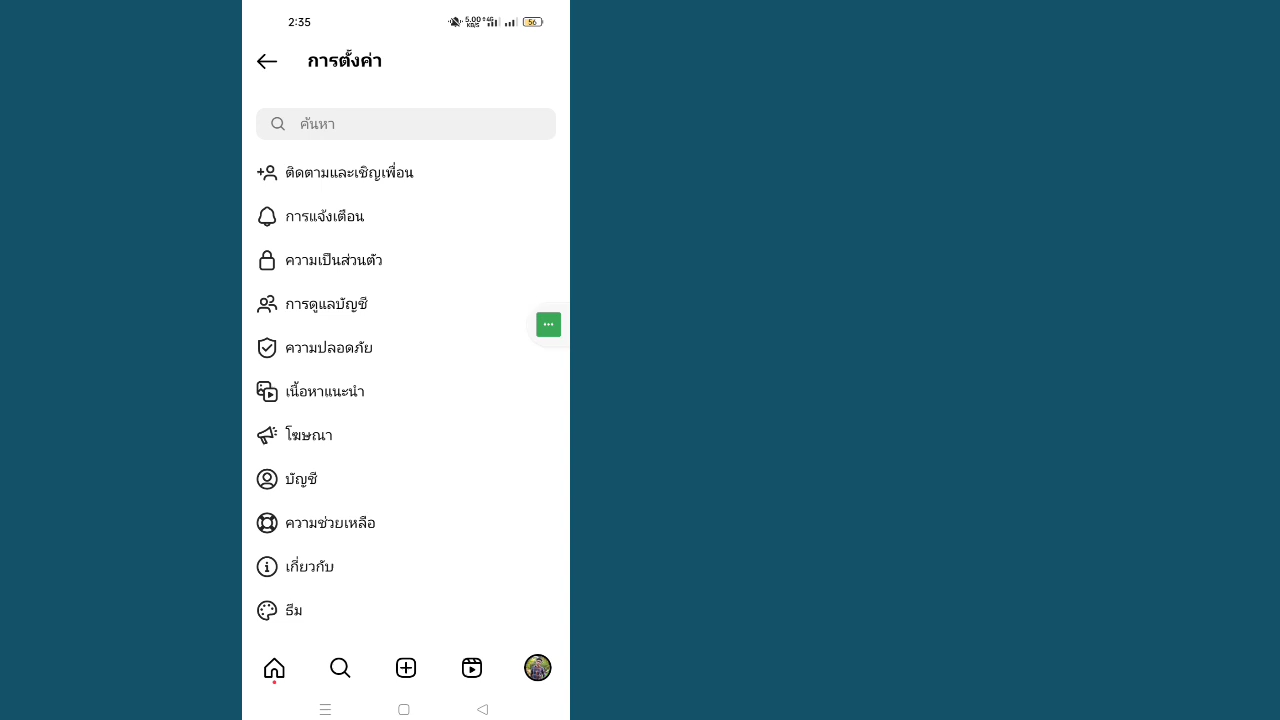 2:35
5.00 KB/S 4G 56
การตั้งค่า
ค้นหา
ติดตามและเชิญเพื่อน
การแจ้งเตือน
ความเป็นส่วนตัว
การดูแลบัญชี
ความปลอดภัย
เนื้อหาแนะนำ
โฆษณา
บัญชี
ความช่วยเหลือ
เกี่ยวกับ
ธีม